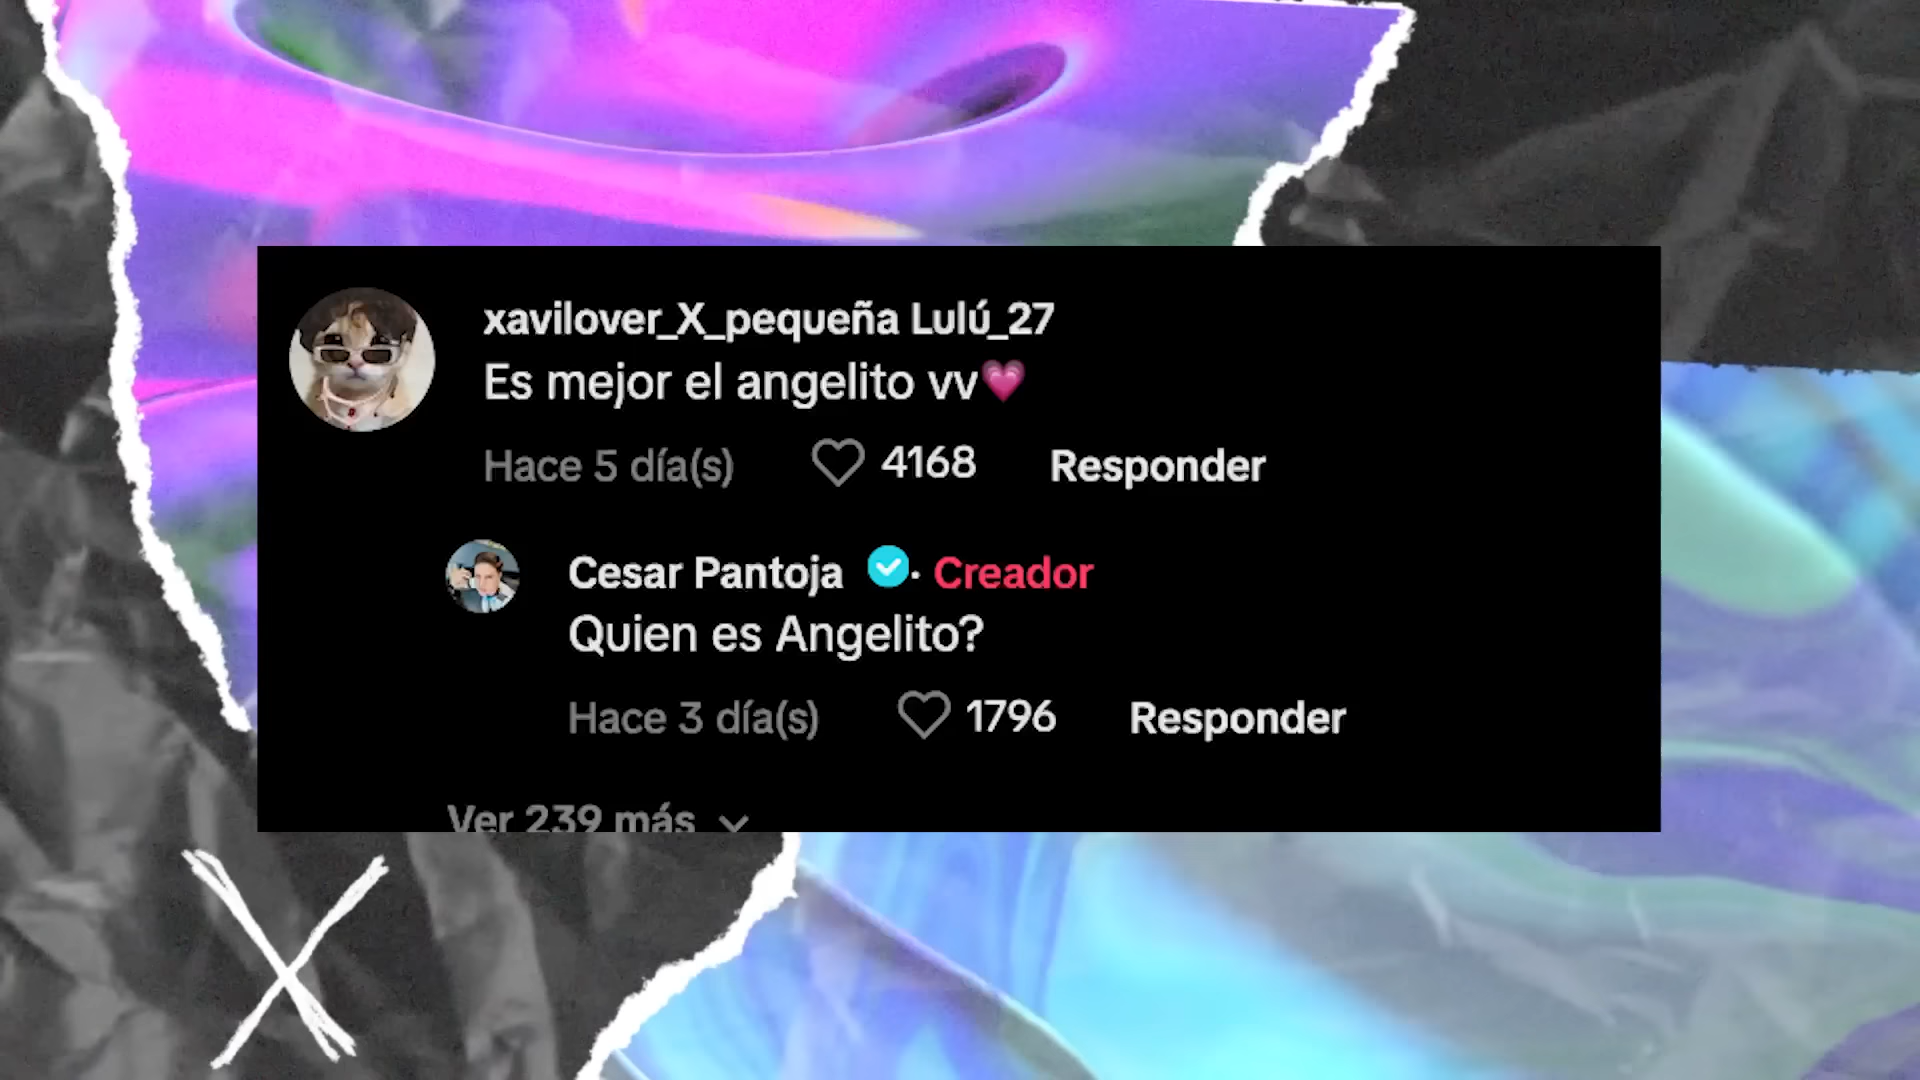 xavilover_X_pequeña Lulú_27
Es mejor el angelito vv💗
Hace 5 día(s) 4168 Responder
Cesar Pantoja · Creador
Quien es Angelito?
Hace 3 día(s) 1796 Responder
Ver 239 más
X